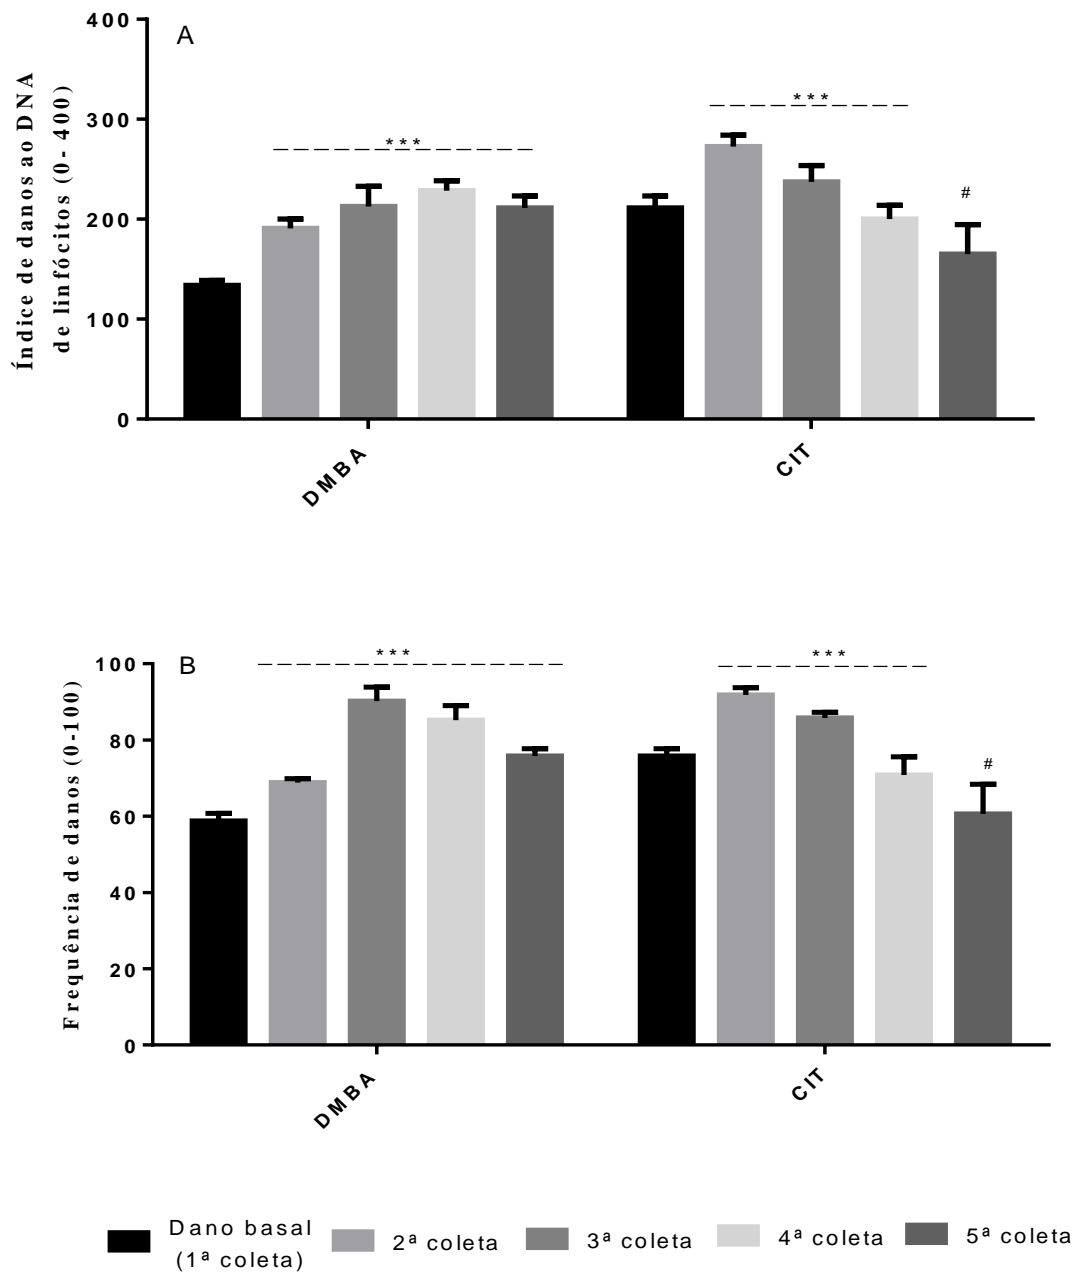 A
Índice de danos ao DNA
de linfócitos (0- 400)
400
300
200
100
0
***
***
#
DMBA
CIT
B
Frequência de danos (0-100)
100
80
60
40
20
0
***
***
#
DMBA
CIT
Dano basal
(1ª coleta)
2ª coleta
3ª coleta
4ª coleta
5ª coleta